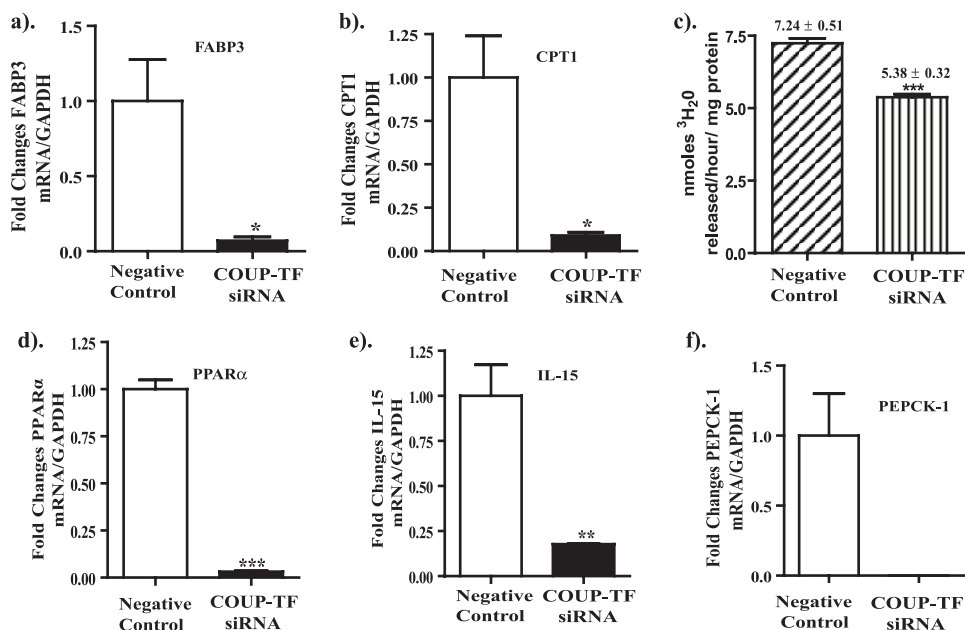 a).
FABP3
Fold Changes FABP3
mRNA/GAPDH
1.5
1.0
0.5
0.0
*
Negative
Control
COUP-TF
siRNA
b).
CPT1
Fold Changes CPT1
mRNA/GAPDH
1.25
1.00
0.75
0.50
0.25
0.00
*
Negative
Control
COUP-TF
siRNA
c).
7.24 ± 0.51
5.38 ± 0.32
***
nmoles ³H₂0
released/hour/ mg protein
7.5
5.0
2.5
0.0
Negative
Control
COUP-TF
siRNA
d).
PPARα
Fold Changes PPARα
mRNA/GAPDH
1.25
1.00
0.75
0.50
0.25
0.00
***
Negative
Control
COUP-TF
siRNA
e).
IL-15
Fold Changes IL-15
mRNA/GAPDH
1.25
1.00
0.75
0.50
0.25
0.00
**
Negative
Control
COUP-TF
siRNA
f).
PEPCK-1
Fold Changes PEPCK-1
mRNA/GAPDH
1.5
1.0
0.5
0.0
Negative
Control
COUP-TF
siRNA